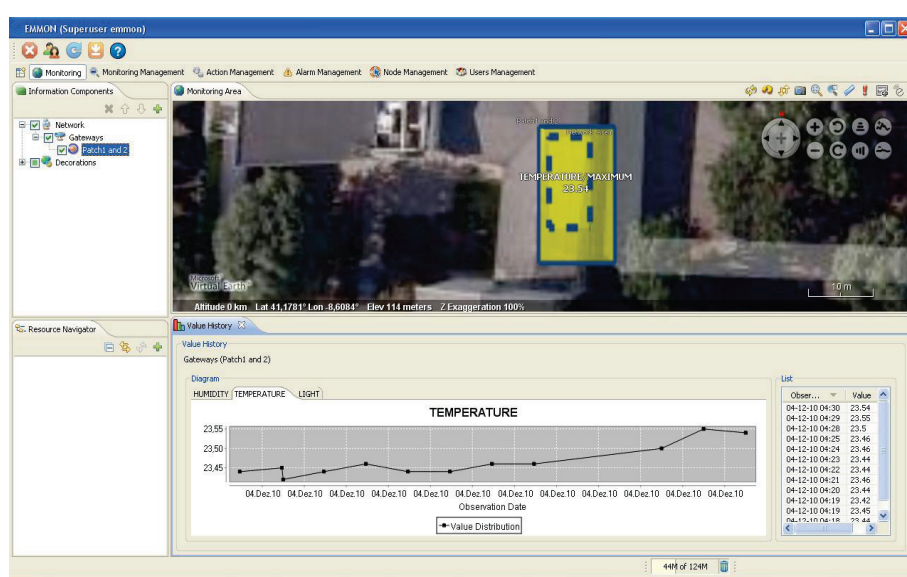 EMMON (Superuser emmon)
Monitoring Monitoring Management Action Management Alarm Management Node Management Users Management
Information Components
Network
Gateways
Patch1 and 2
Decorations
Monitoring Area
TEMPERATURE MAXIMUM
23.54
10 m
Microsoft
Virtual Earth
Altitude 0 km Lat 41,1781° Lon -8,6084° Elev 114 meters Z Exaggeration 100%
Resource Navigator
Value History
Value History
Gateways (Patch1 and 2)
Diagram
HUMIDITY TEMPERATURE LIGHT
TEMPERATURE
23,55
23,50
23,45
04.Dez.10 04.Dez.10 04.Dez.10 04.Dez.10 04.Dez.10 04.Dez.10 04.Dez.10 04.Dez.10 04.Dez.10 04.Dez.10 04.Dez.10 04.Dez.10
Observation Date
Value Distribution
List
Obser... Value
04-12-10 04:30 23.54
04-12-10 04:29 23.55
04-12-10 04:28 23.5
04-12-10 04:25 23.46
04-12-10 04:24 23.46
04-12-10 04:23 23.44
04-12-10 04:22 23.44
04-12-10 04:21 23.46
04-12-10 04:20 23.44
04-12-10 04:19 23.42
04-12-10 04:19 23.45
04-12-10 04:18 23.44
44M of 124M